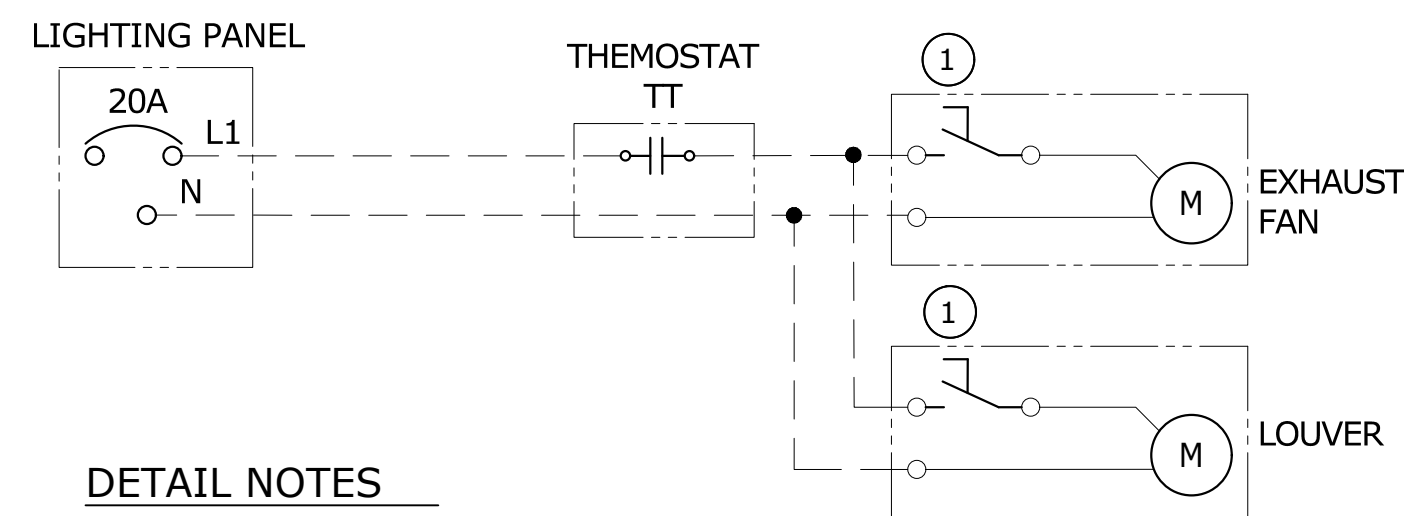 LIGHTING PANEL
20A
L1
N
THEMOSTAT
TT
1
M
EXHAUST
FAN
1
M
LOUVER
DETAIL NOTES